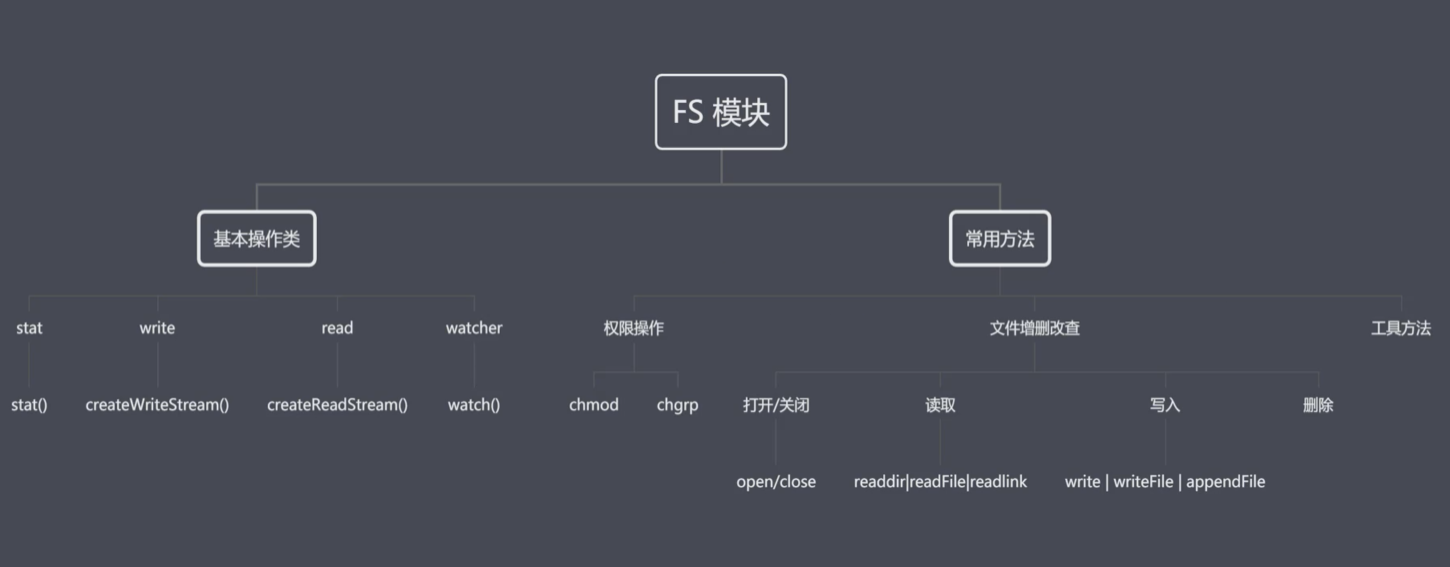 FS 模块
基本操作类
常用方法
stat
write
read
watcher
权限操作
文件增删改查
工具方法
stat()
createWriteStream()
createReadStream()
watch()
chmod
chgrp
打开/关闭
读取
写入
删除
open/close
readdir|readFile|readlink
write | writeFile | appendFile